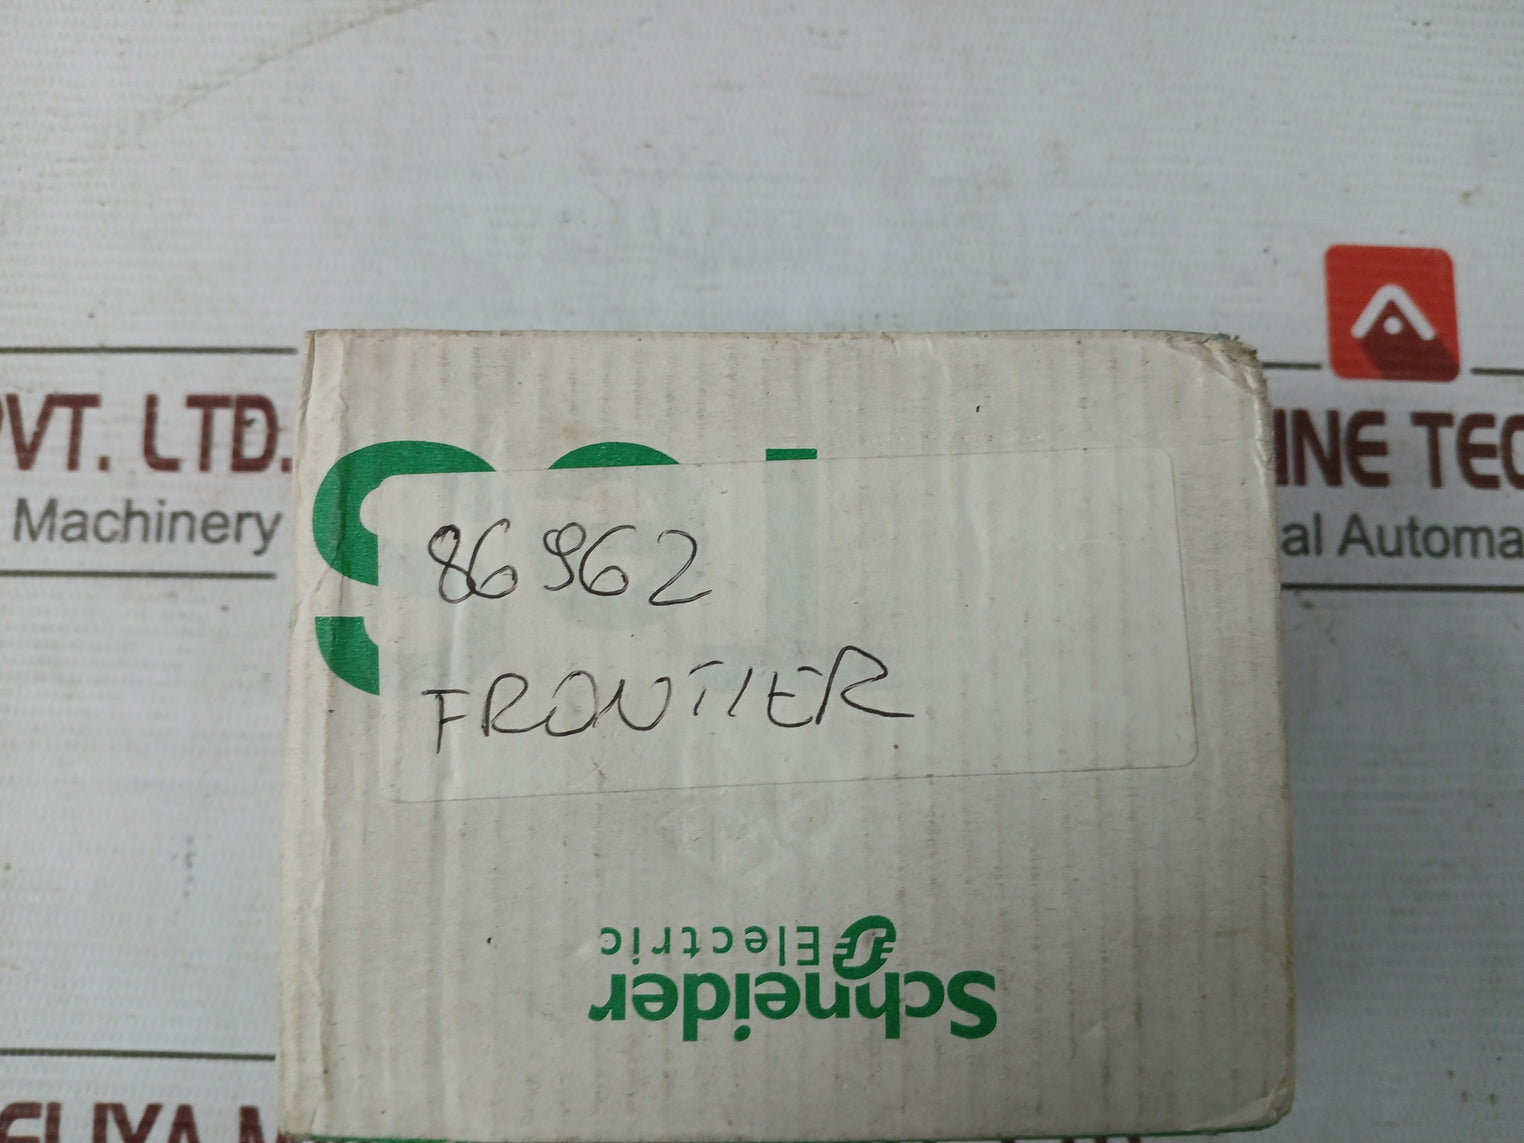 PVT. LTD.
Machinery
INE TEC
al Automa
86962
FRONTIER
Schneider
Electric